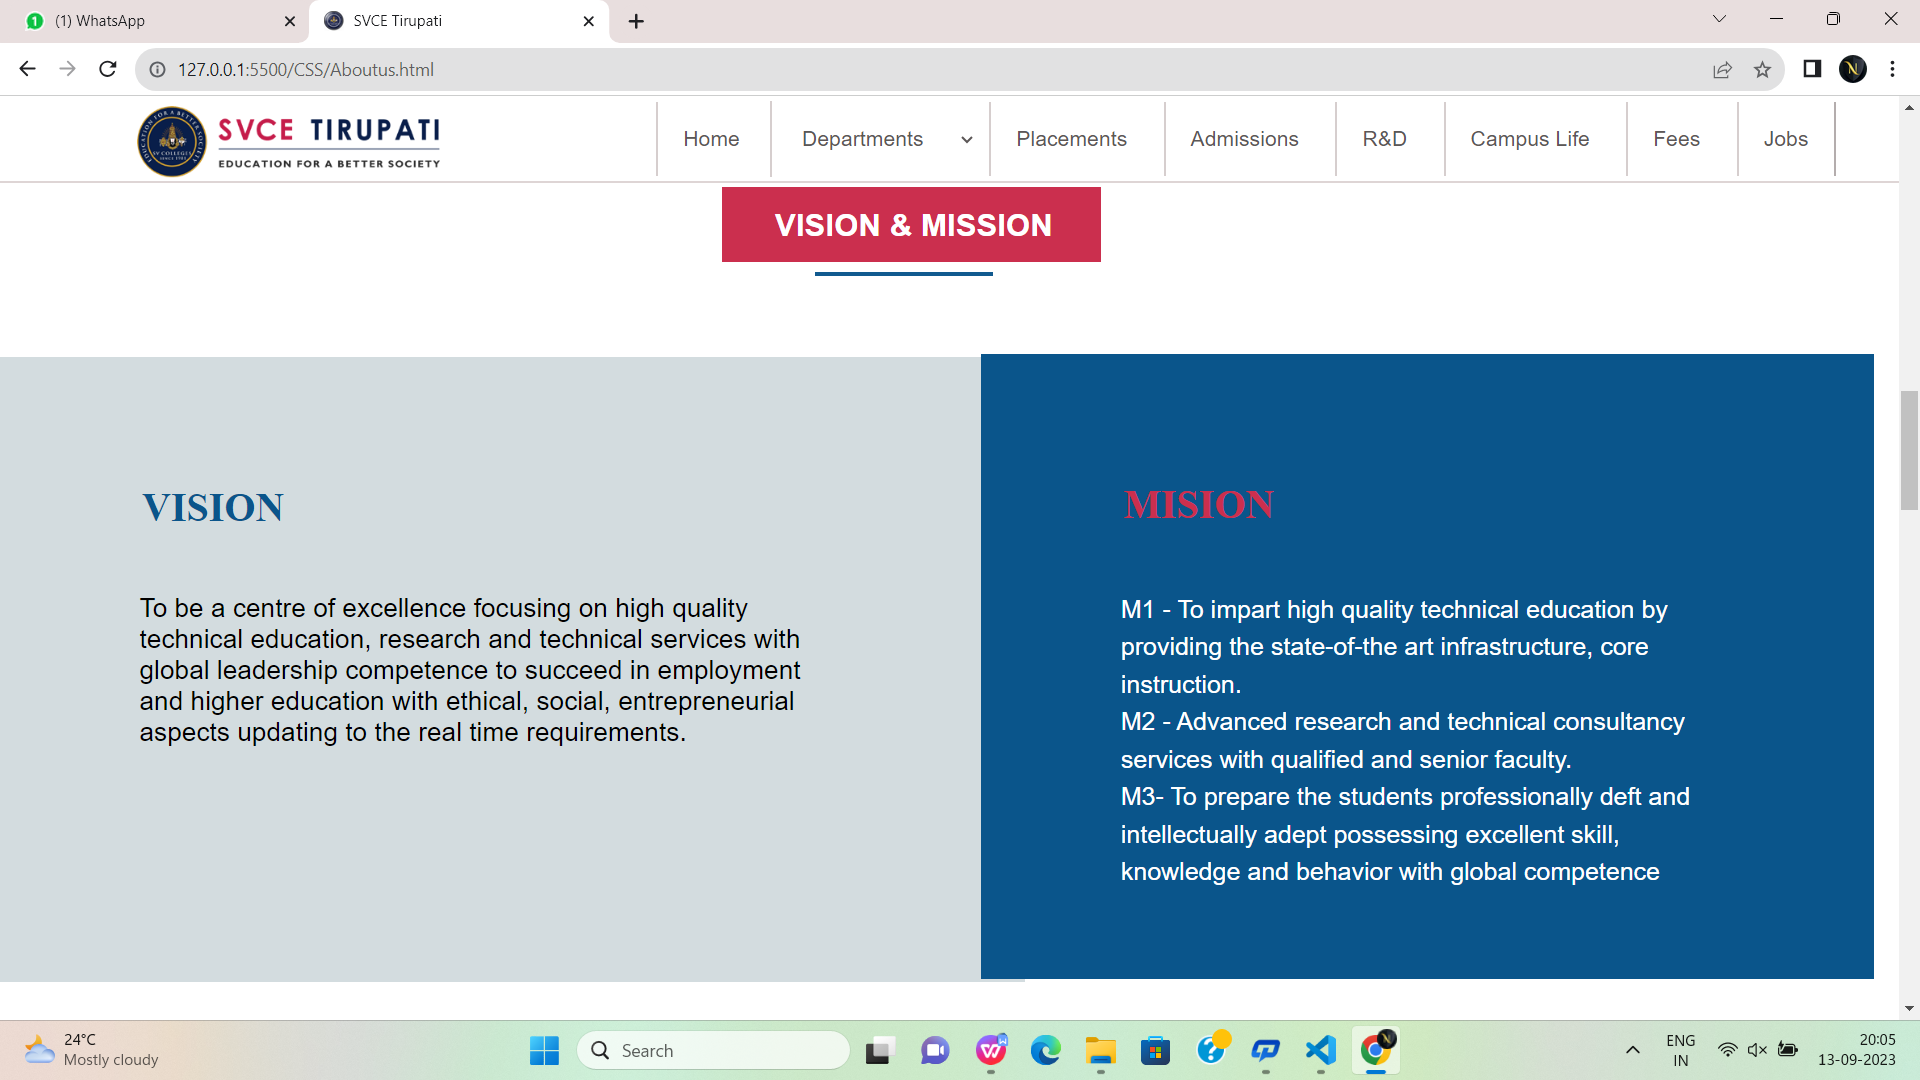 (1) WhatsApp
SVCE Tirupati
127.0.0.1:5500/CSS/Aboutus.html
SVCE TIRUPATI
EDUCATION FOR A BETTER SOCIETY
Home
Departments
Placements
Admissions
R&D
Campus Life
Fees
Jobs
VISION & MISSION
VISION
To be a centre of excellence focusing on high quality
technical education, research and technical services with
global leadership competence to succeed in employment
and higher education with ethical, social, entrepreneurial
aspects updating to the real time requirements.
MISION
M1 - To impart high quality technical education by
providing the state-of-the art infrastructure, core
instruction.
M2 - Advanced research and technical consultancy
services with qualified and senior faculty.
M3- To prepare the students professionally deft and
intellectually adept possessing excellent skill,
knowledge and behavior with global competence
24°C
Mostly cloudy
Search
ENG
IN
20:05
13-09-2023